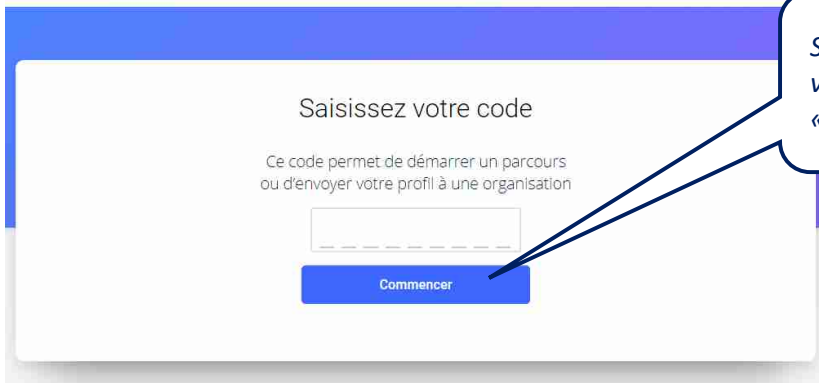 Saisissez votre code
Ce code permet de démarrer un parcours
ou d'envoyer votre profil à une organisation
_ _ _ _ _ _ _ _ _
Commencer